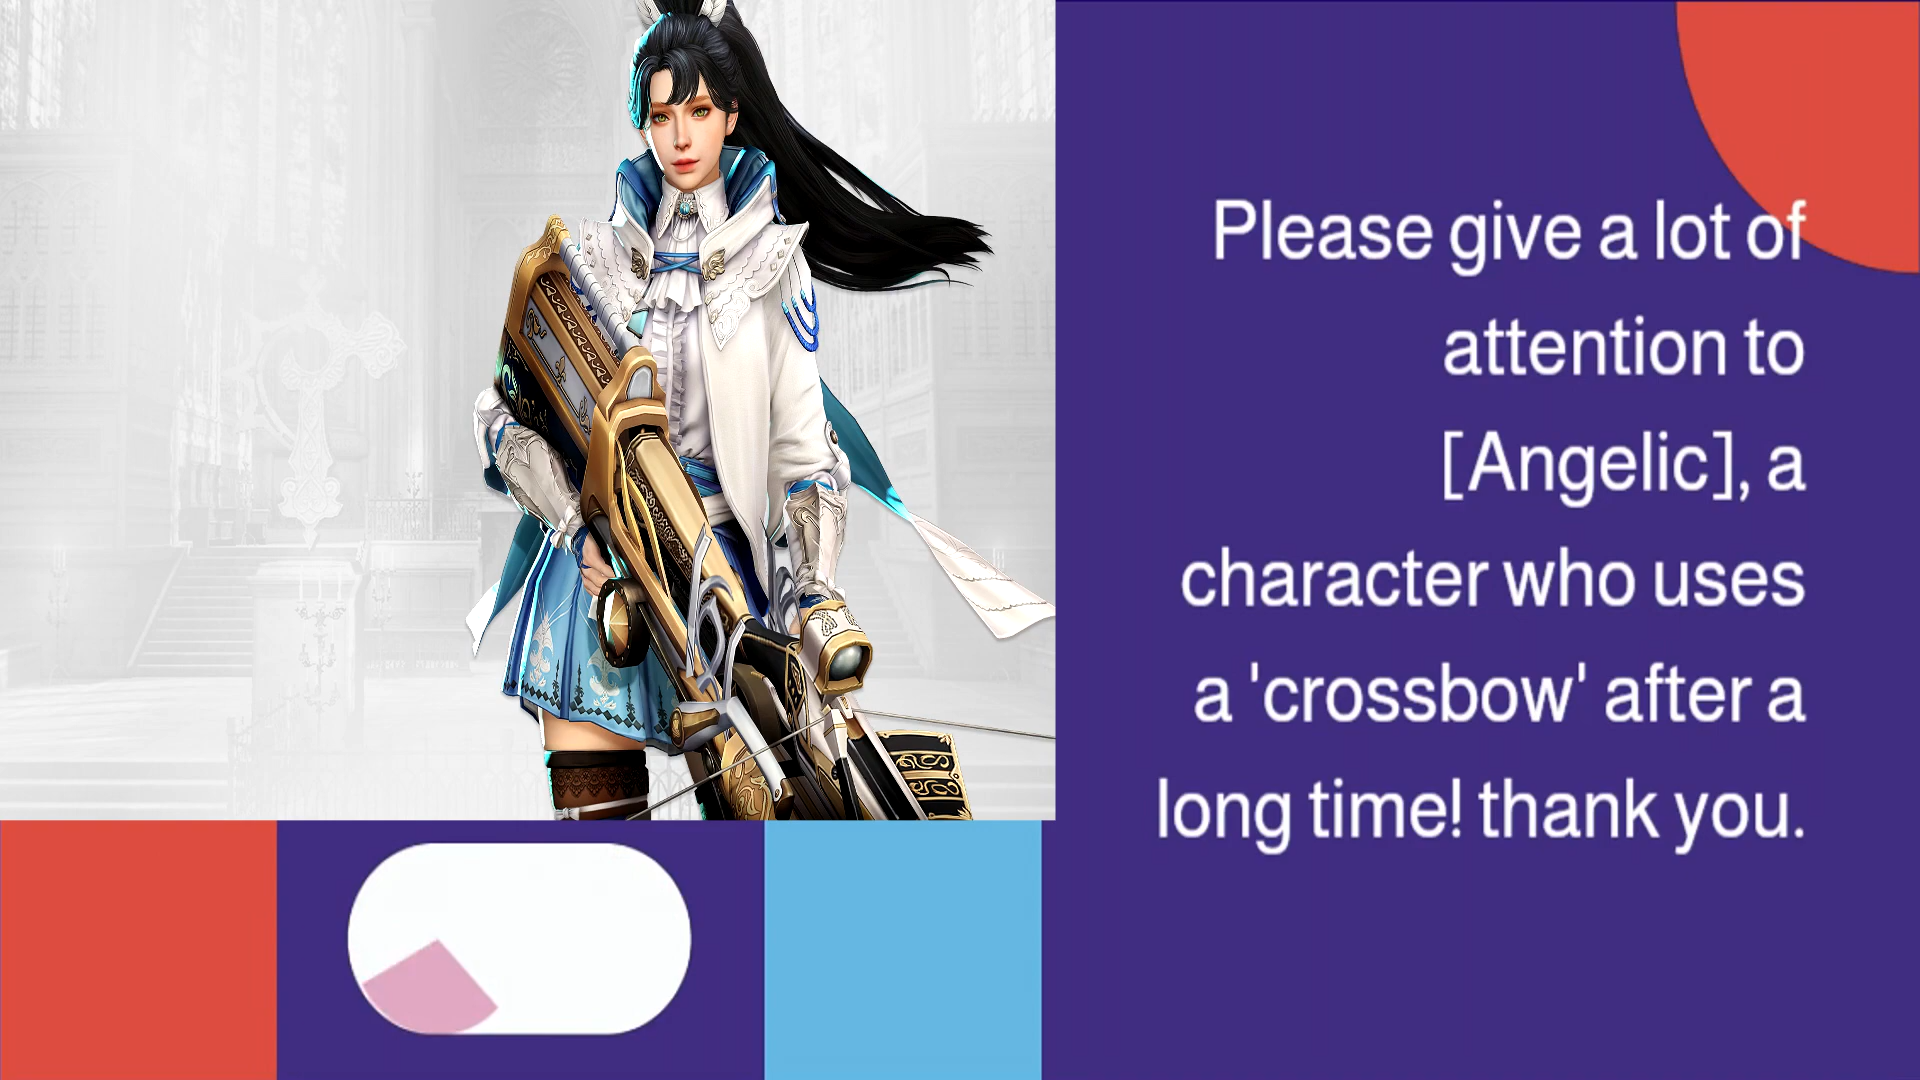 Please give a lot of
attention to
[Angelic], a
character who uses
a 'crossbow' after a
long time! thank you.